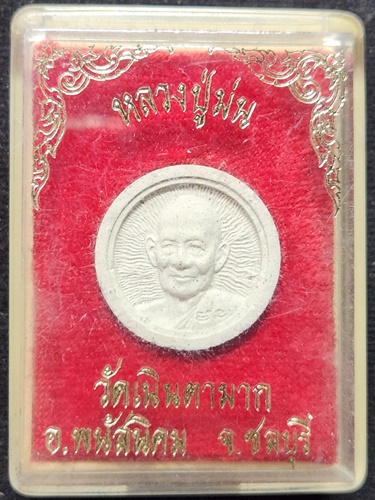 หลวงปู่ม่น
วัดเนินตามาก
อ.พนัสนิคม จ.ชลบุรี